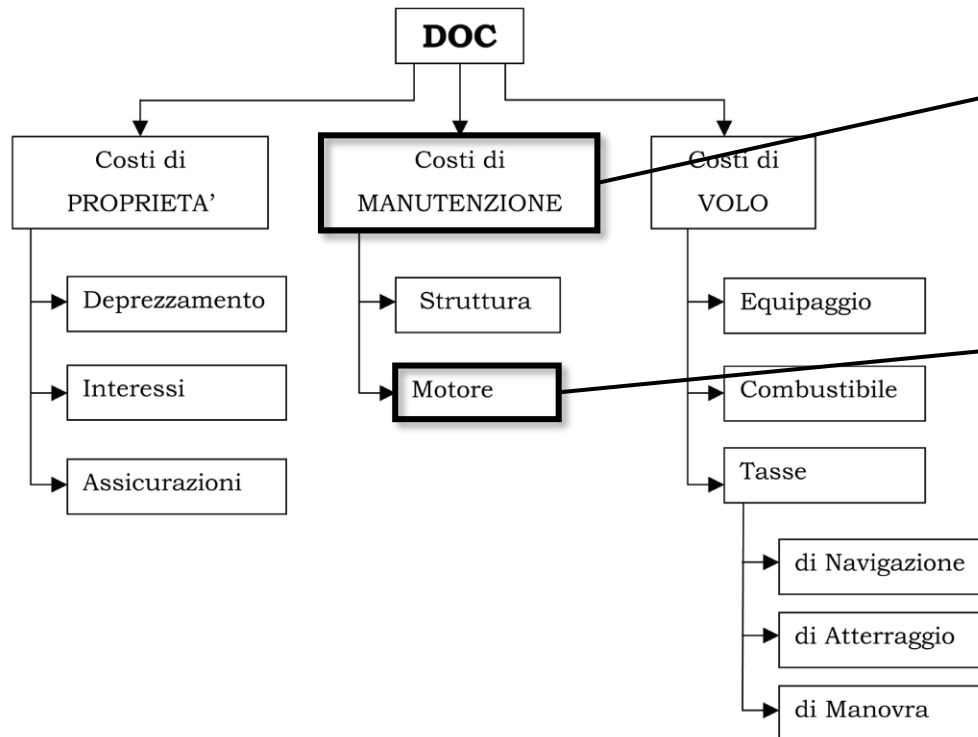 DOC
Costi di
PROPRIETA’
Costi di
MANUTENZIONE
Costi di
VOLO
Deprezzamento
Interessi
Assicurazioni
Struttura
Motore
Equipaggio
Combustibile
Tasse
di Navigazione
di Atterraggio
di Manovra